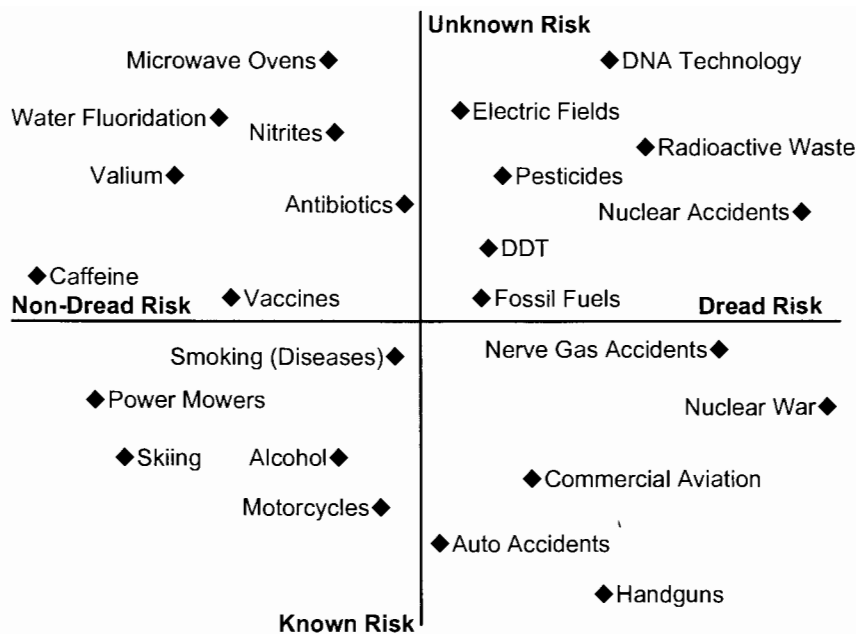 Unknown Risk
Microwave Ovens
DNA Technology
Water Fluoridation
Electric Fields
Nitrites
Radioactive Waste
Valium
Pesticides
Antibiotics
Nuclear Accidents
DDT
Caffeine
Vaccines
Fossil Fuels
Non-Dread Risk
Dread Risk
Smoking (Diseases)
Nerve Gas Accidents
Power Mowers
Nuclear War
Skiing
Alcohol
Commercial Aviation
Motorcycles
Auto Accidents
Handguns
Known Risk